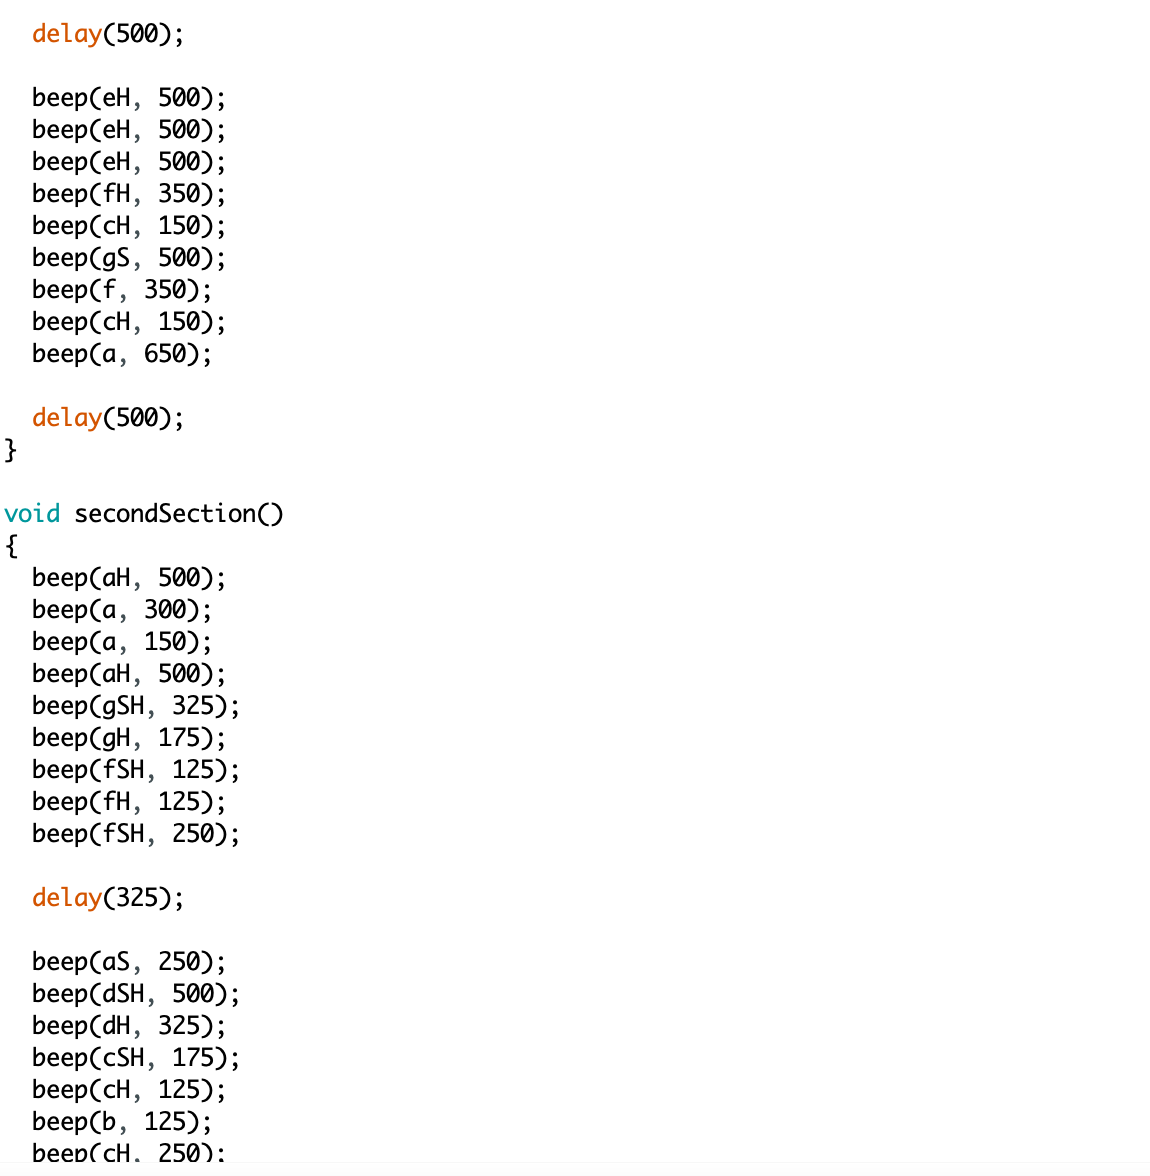 delay(500);
beep(eH, 500);
beep(eH, 500);
beep(eH, 500);
beep(fH, 350);
beep(cH, 150);
beep(gS, 500);
beep(f, 350);
beep(cH, 150);
beep(a, 650);
delay(500);
}
void secondSection()
{
beep(aH, 500);
beep(a, 300);
beep(a, 150);
beep(aH, 500);
beep(gSH, 325);
beep(gH, 175);
beep(fSH, 125);
beep(fH, 125);
beep(fSH, 250);
delay(325);
beep(aS, 250);
beep(dSH, 500);
beep(dH, 325);
beep(cSH, 175);
beep(cH, 125);
beep(b, 125);
beep(cH, 250);